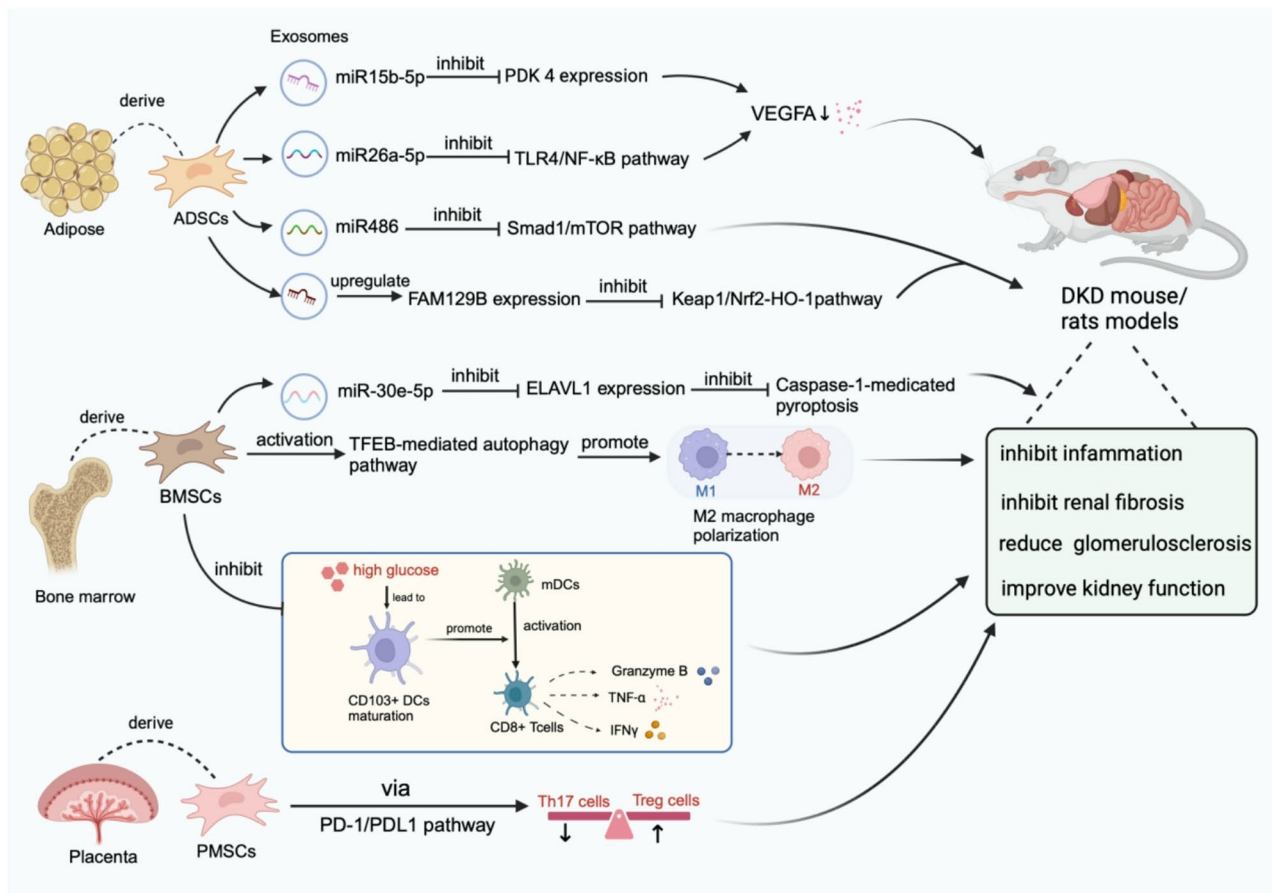 Exosomes
miR15b-5p
inhibit
PDK 4 expression
derive
VEGFA↓
miR26a-5p
inhibit
TLR4/NF-κB pathway
Adipose
ADSCs
miR486
inhibit
Smad1/mTOR pathway
upregulate
FAM129B expression
inhibit
Keap1/Nrf2-HO-1pathway
DKD mouse/
rats models
derive
miR-30e-5p
inhibit
ELAVL1 expression
inhibit
Caspase-1-medicated
pyroptosis
activation
TFEB-mediated autophagy
pathway
promote
M1
M2
M2 macrophage
polarization
BMSCs
Bone marrow
inhibit
inhibit infammation
inhibit renal fibrosis
reduce glomerulosclerosis
improve kidney function
high glucose
lead to
mDCs
promote
activation
CD103+ DCs
maturation
CD8+ Tcells
Granzyme B
TNF-α
IFNγ
derive
Placenta
PMSCs
via
PD-1/PDL1 pathway
Th17 cells
Treg cells
↓
↑